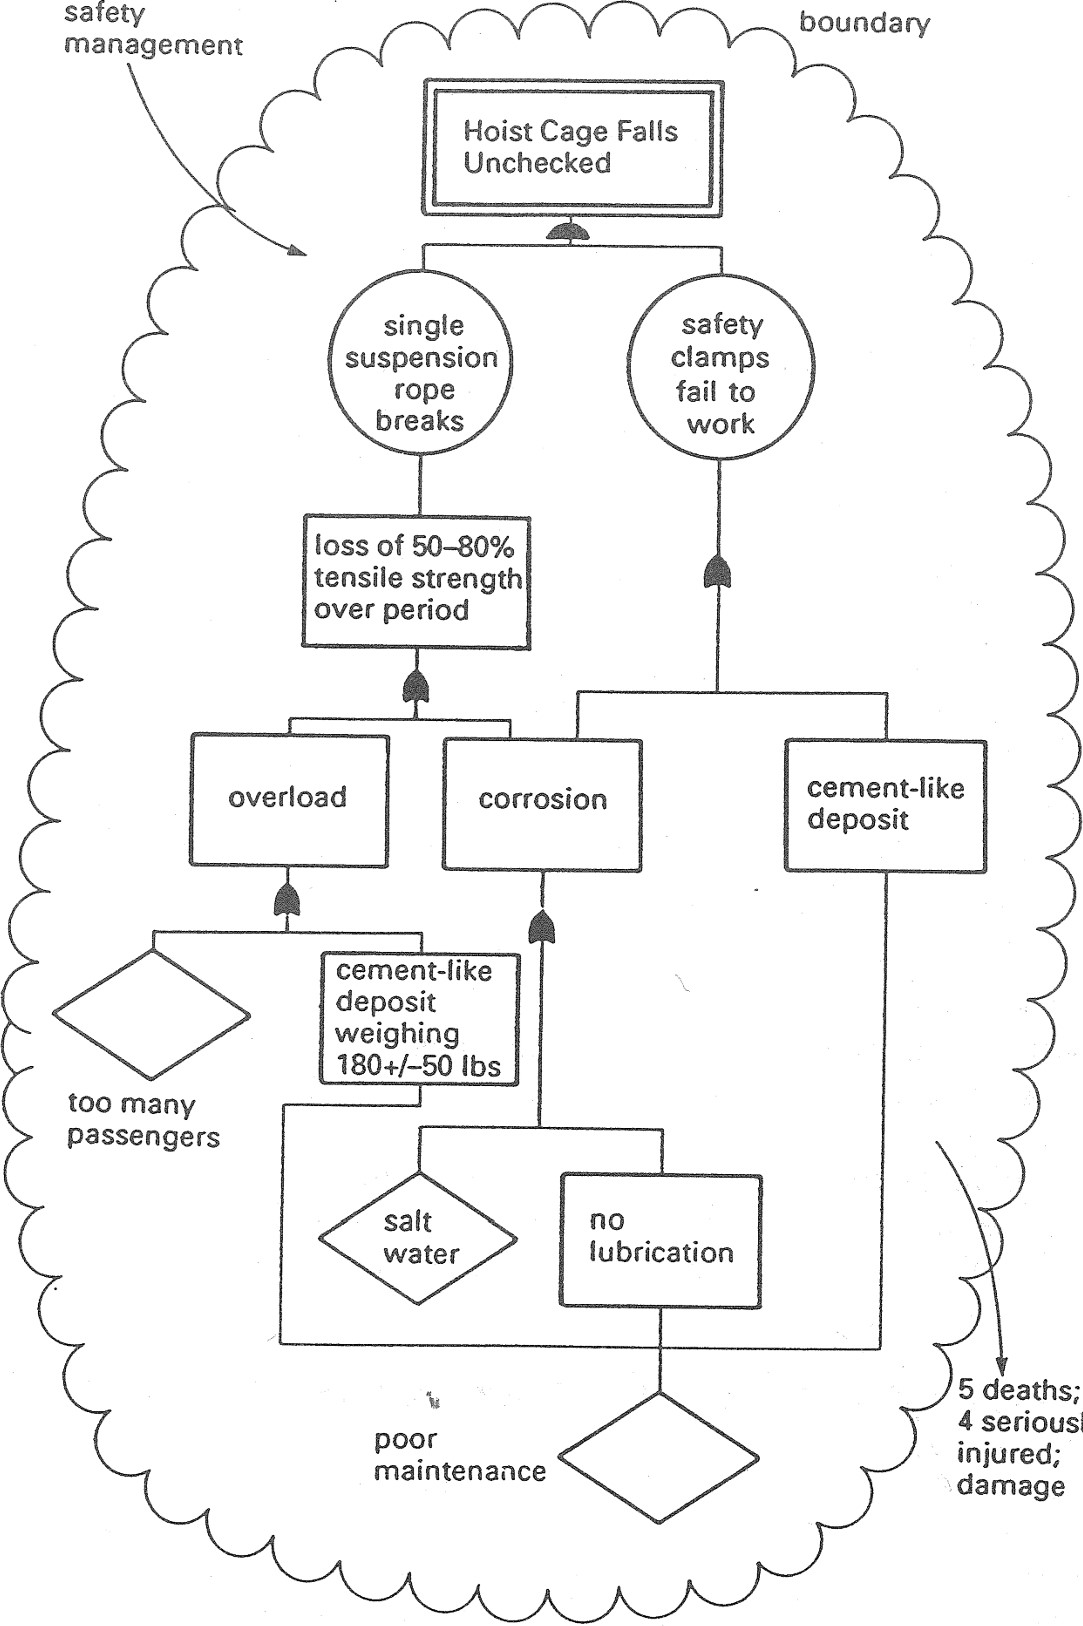 safety
management
boundary
Hoist Cage Falls
Unchecked
single
suspension
rope
breaks
safety
clamps
fail to
work
loss of 50–80%
tensile strength
over period
overload
corrosion
cement-like
deposit
cement-like
deposit
weighing
180+/–50 lbs
too many
passengers
salt
water
no
lubrication
poor
maintenance
5 deaths;
4 seriousl
injured;
damage